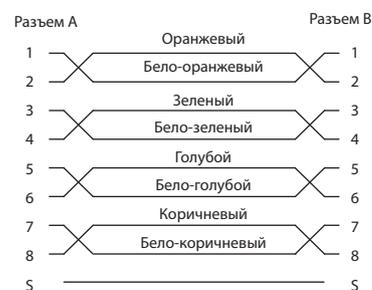 Разъем А Разъем В
Оранжевый
1 1
Бело-оранжевый
2 2
Зеленый
3 3
Бело-зеленый
4 4
Голубой
5 5
Бело-голубой
6 6
Коричневый
7 7
Бело-коричневый
8 8
S S